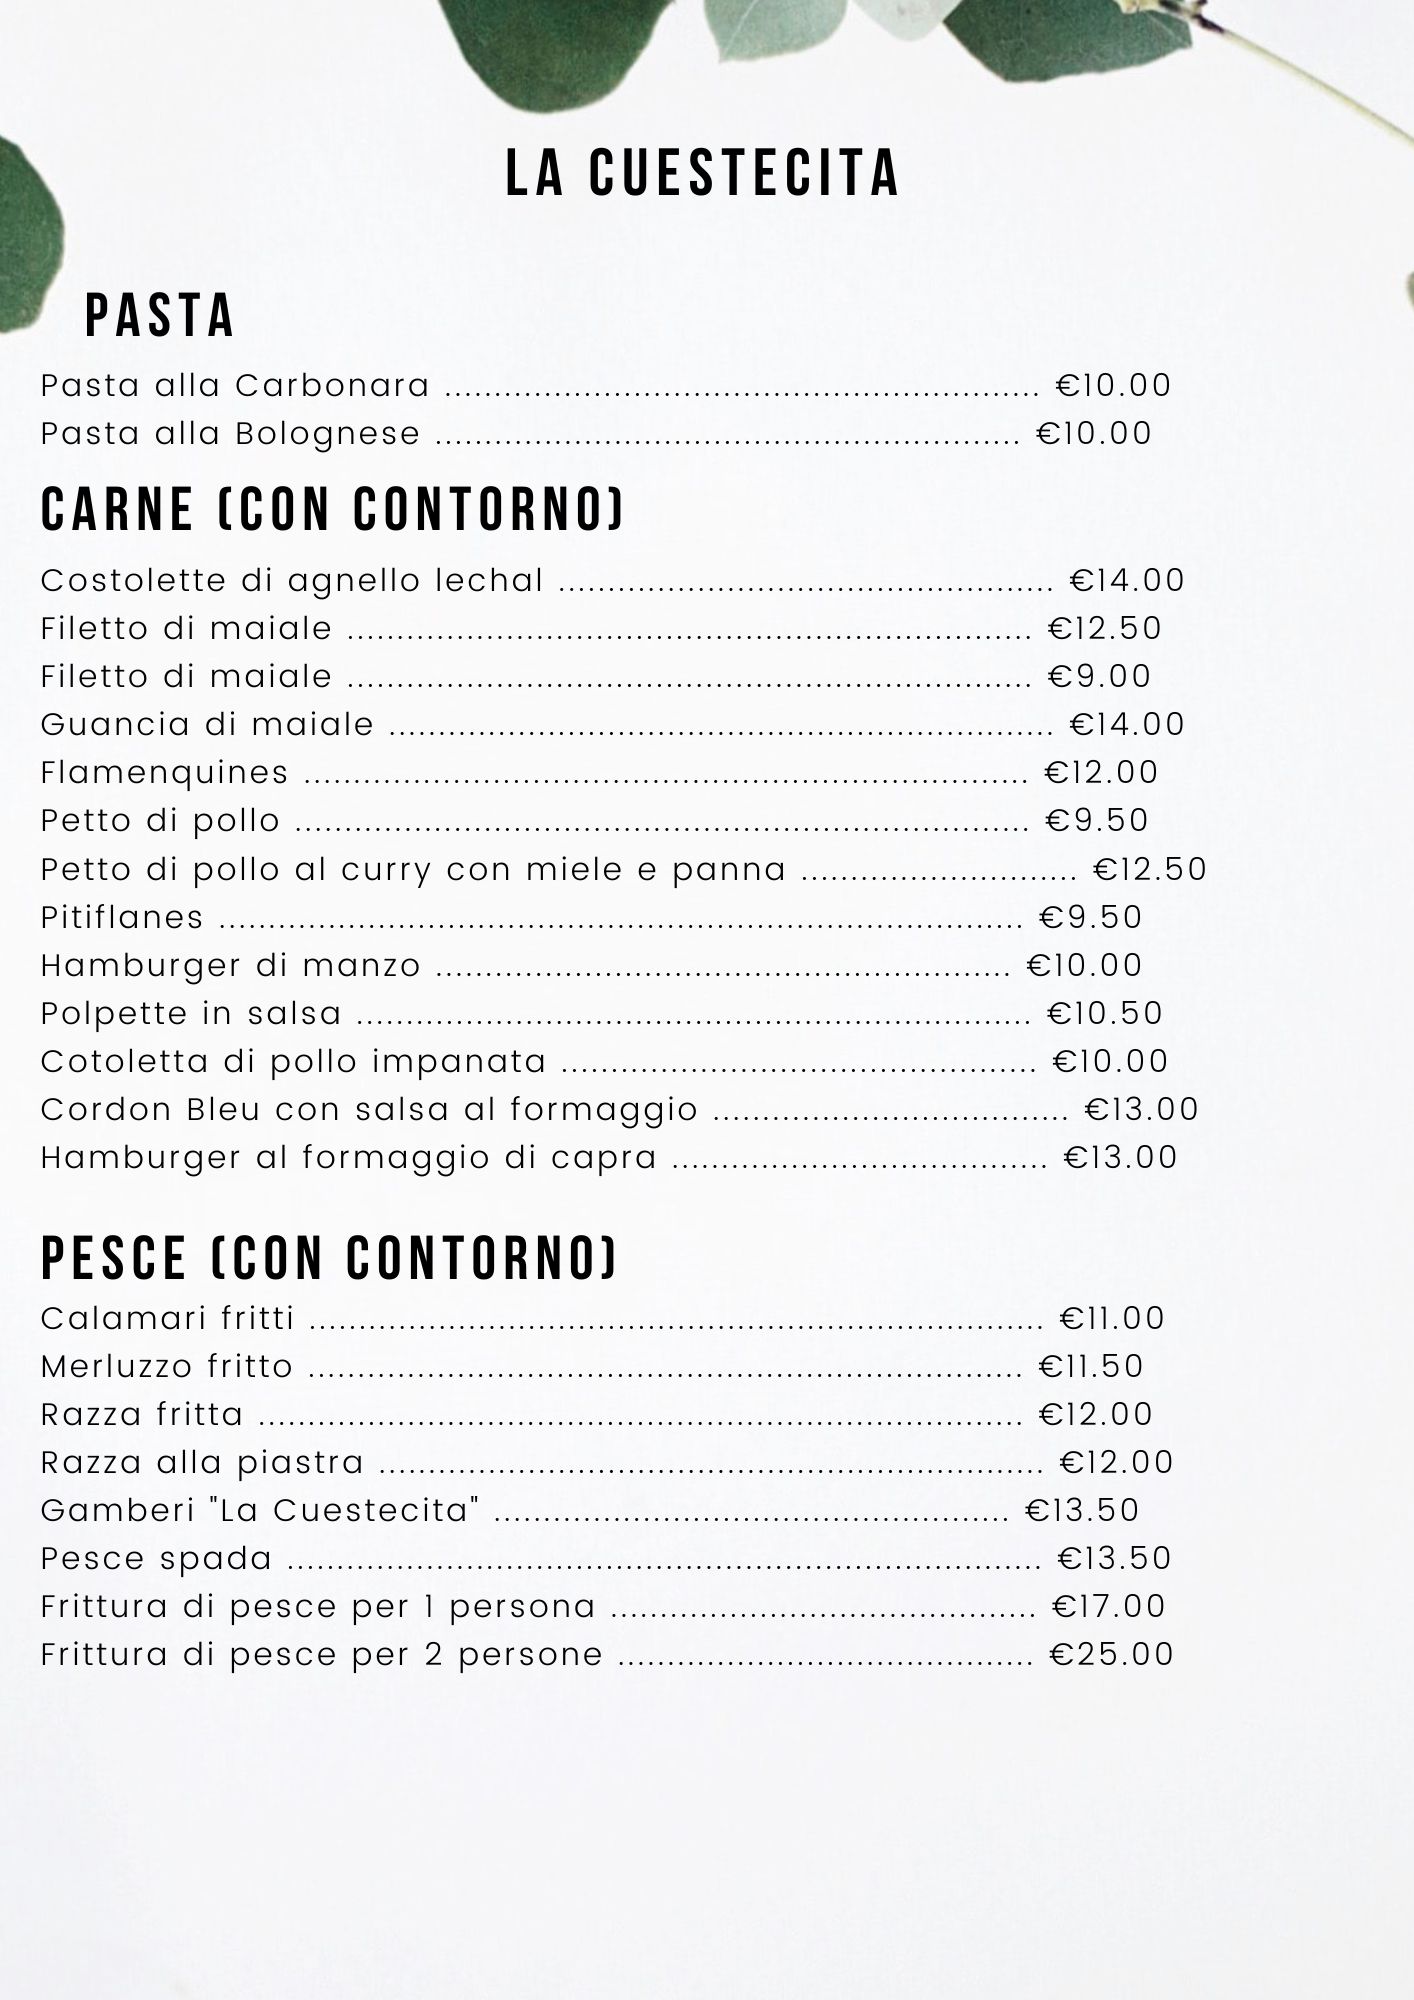 LA CUESTECITA
PASTA
Pasta alla Carbonara ............................................................ €10.00
Pasta alla Bolognese ........................................................... €10.00
CARNE (CON CONTORNO)
Costolette di agnello lechal .................................................. €14.00
Filetto di maiale ..................................................................... €12.50
Filetto di maiale ..................................................................... €9.00
Guancia di maiale ................................................................... €14.00
Flamenquines ......................................................................... €12.00
Petto di pollo .......................................................................... €9.50
Petto di pollo al curry con miele e panna ............................ €12.50
Pitiflanes ................................................................................. €9.50
Hamburger di manzo .......................................................... €10.00
Polpette in salsa .................................................................... €10.50
Cotoletta di pollo impanata ................................................ €10.00
Cordon Bleu con salsa al formaggio .................................... €13.00
Hamburger al formaggio di capra ...................................... €13.00
PESCE (CON CONTORNO)
Calamari fritti .......................................................................... €11.00
Merluzzo fritto ........................................................................ €11.50
Razza fritta ............................................................................. €12.00
Razza alla piastra ................................................................... €12.00
Gamberi "La Cuestecita" .................................................... €13.50
Pesce spada ............................................................................ €13.50
Frittura di pesce per 1 persona ........................................... €17.00
Frittura di pesce per 2 persone .......................................... €25.00